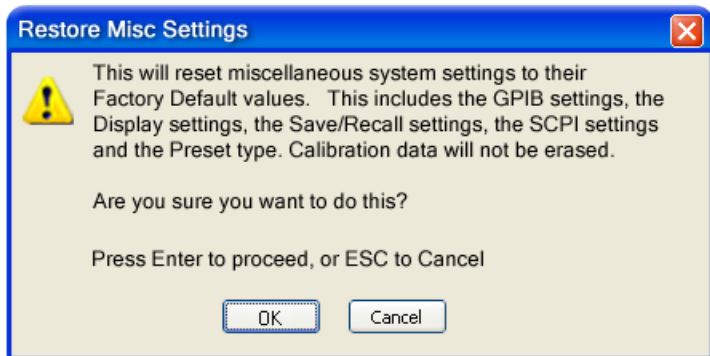 Restore Misc Settings
This will reset miscellaneous system settings to their
Factory Default values.   This includes the GPIB settings, the
Display settings, the Save/Recall settings, the SCPI settings
and the Preset type. Calibration data will not be erased.
Are you sure you want to do this?
Press Enter to proceed, or ESC to Cancel
OK
Cancel